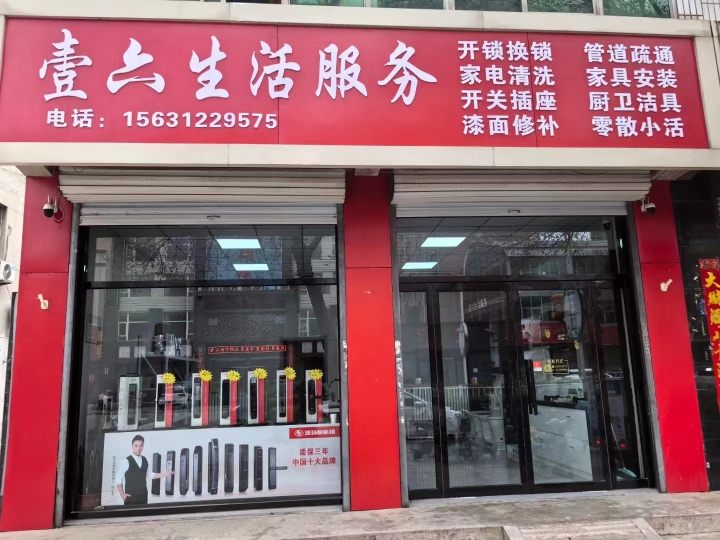 壹六生活服务
电话：15631229575
开锁换锁 管道疏通
家电清洗 家具安装
开关插座 厨卫洁具
漆面修补 零散小活
质保三年
中国十大品牌